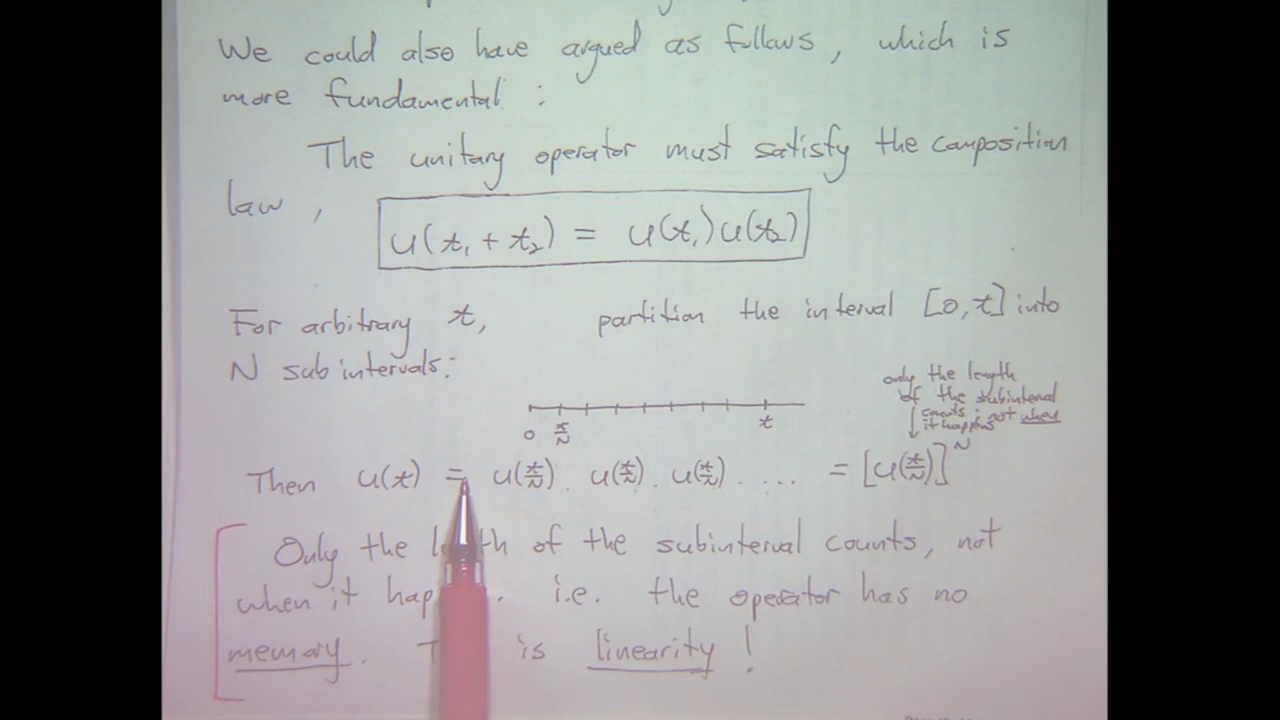 We could also have argued as follows, which is
more fundamental :
The unitary operator must satisfy the composition
law ,
U(t₁ + t₂) = U(t₁)U(t₂)
For arbitrary t, partition the interval [0,t] into
N subintervals:
only the length
of the subinterval
counts, not when
it happens
0 t/N t
Then U(t) = U(t/N) . U(t/N) . U(t/N) .... = [U(t/N)]ᴺ
Only the of the subinterval counts, not
when it . i.e. the operator has no
memory. is linearity !